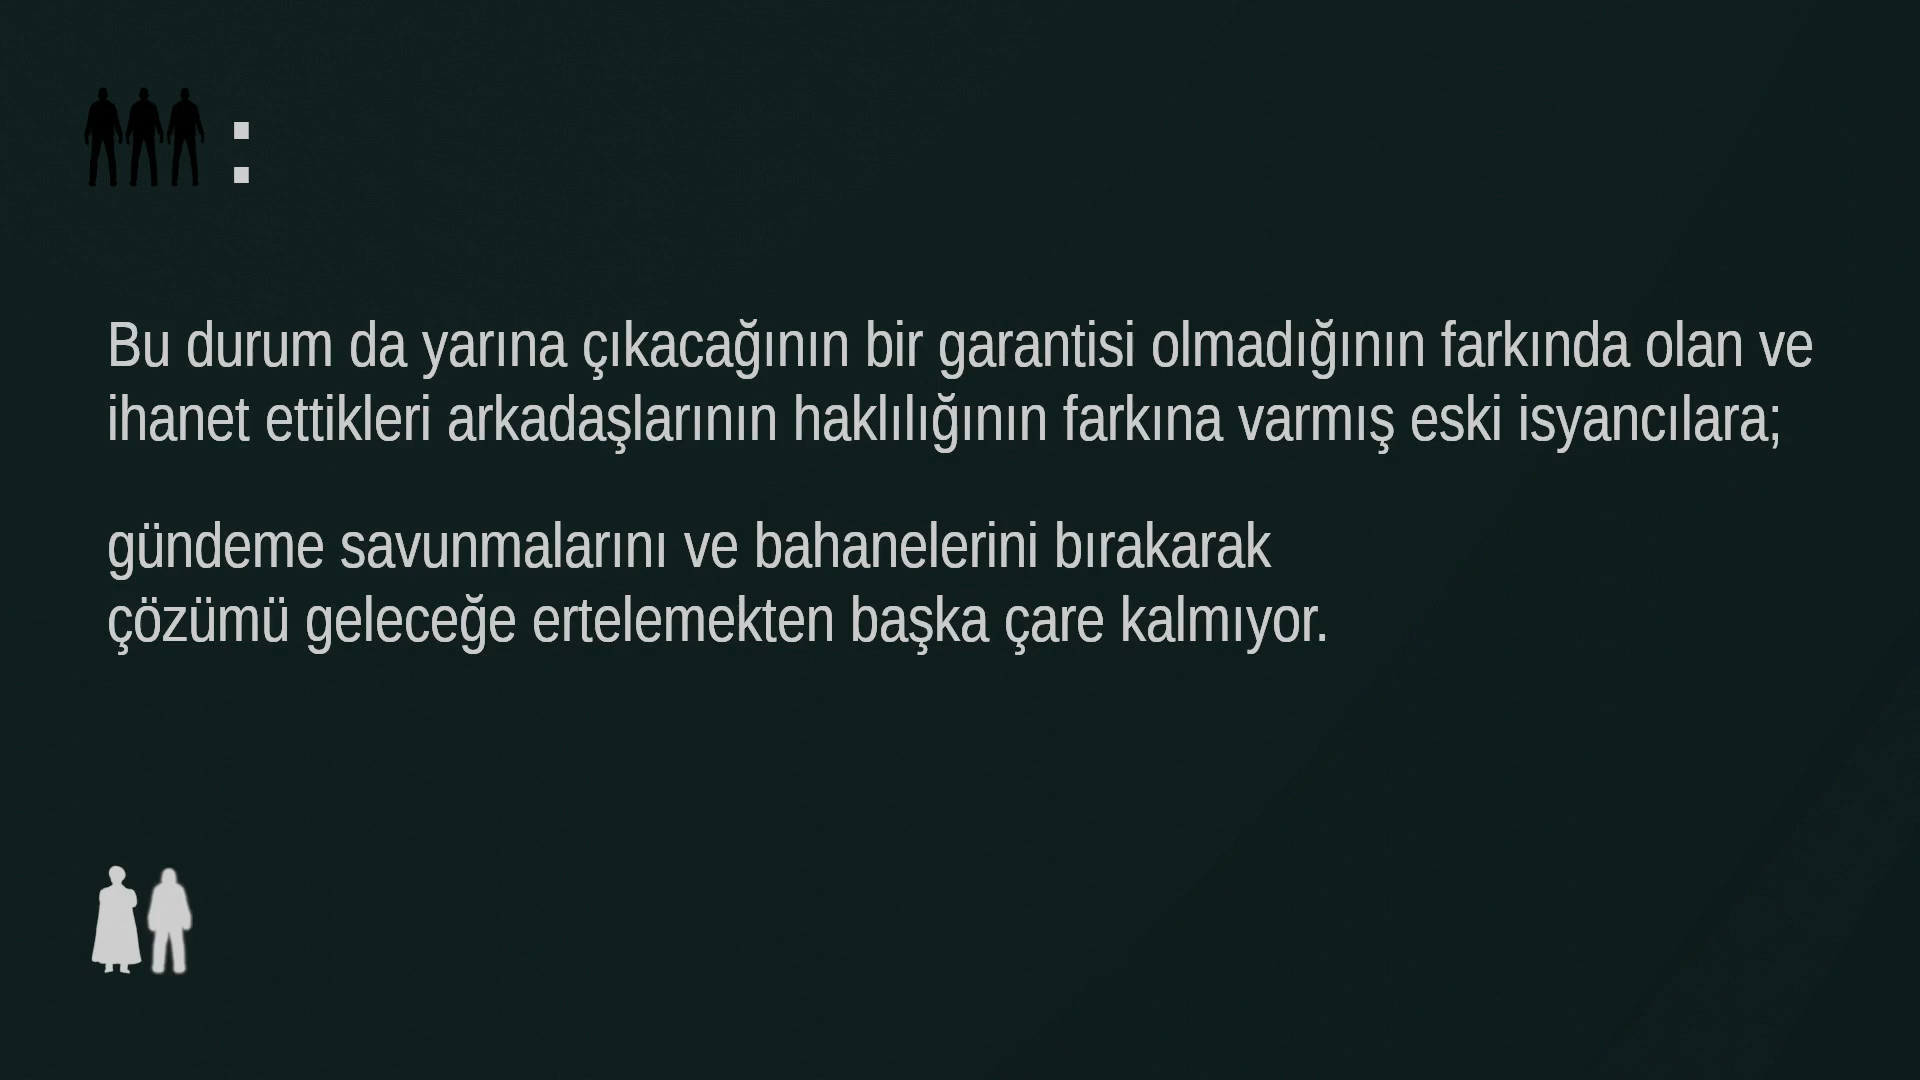 :
Bu durum da yarına çıkacağının bir garantisi olmadığının farkında olan ve
ihanet ettikleri arkadaşlarının haklılığının farkına varmış eski isyancılara;
gündeme savunmalarını ve bahanelerini bırakarak
çözümü geleceğe ertelemekten başka çare kalmıyor.